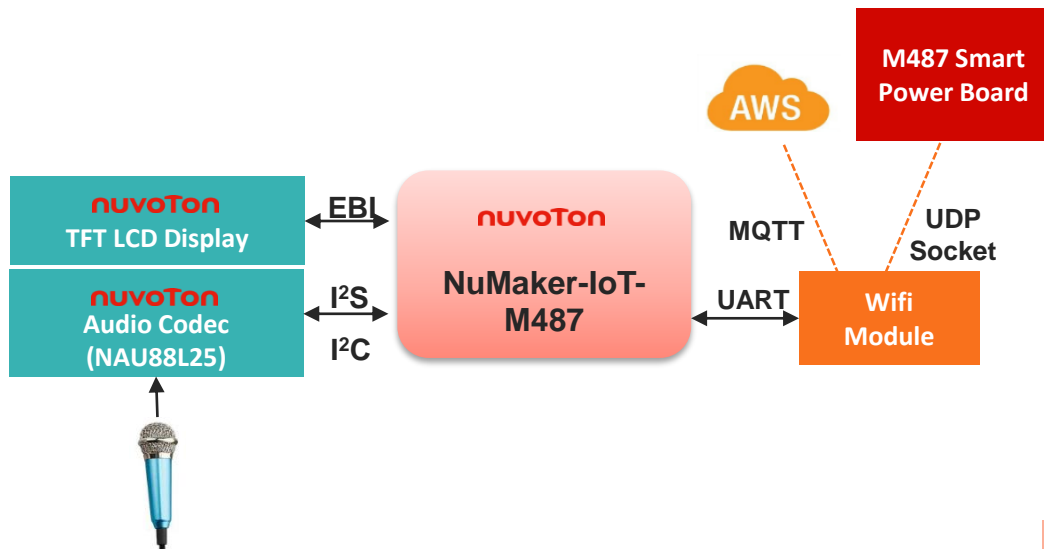 AWS
M487 Smart
Power Board
nuvoTon
TFT LCD Display
EBI
nuvoTon
Audio Codec
(NAU88L25)
I²S
I²C
nuvoTon
NuMaker-IoT-
M487
MQTT
UDP
Socket
UART
Wifi
Module